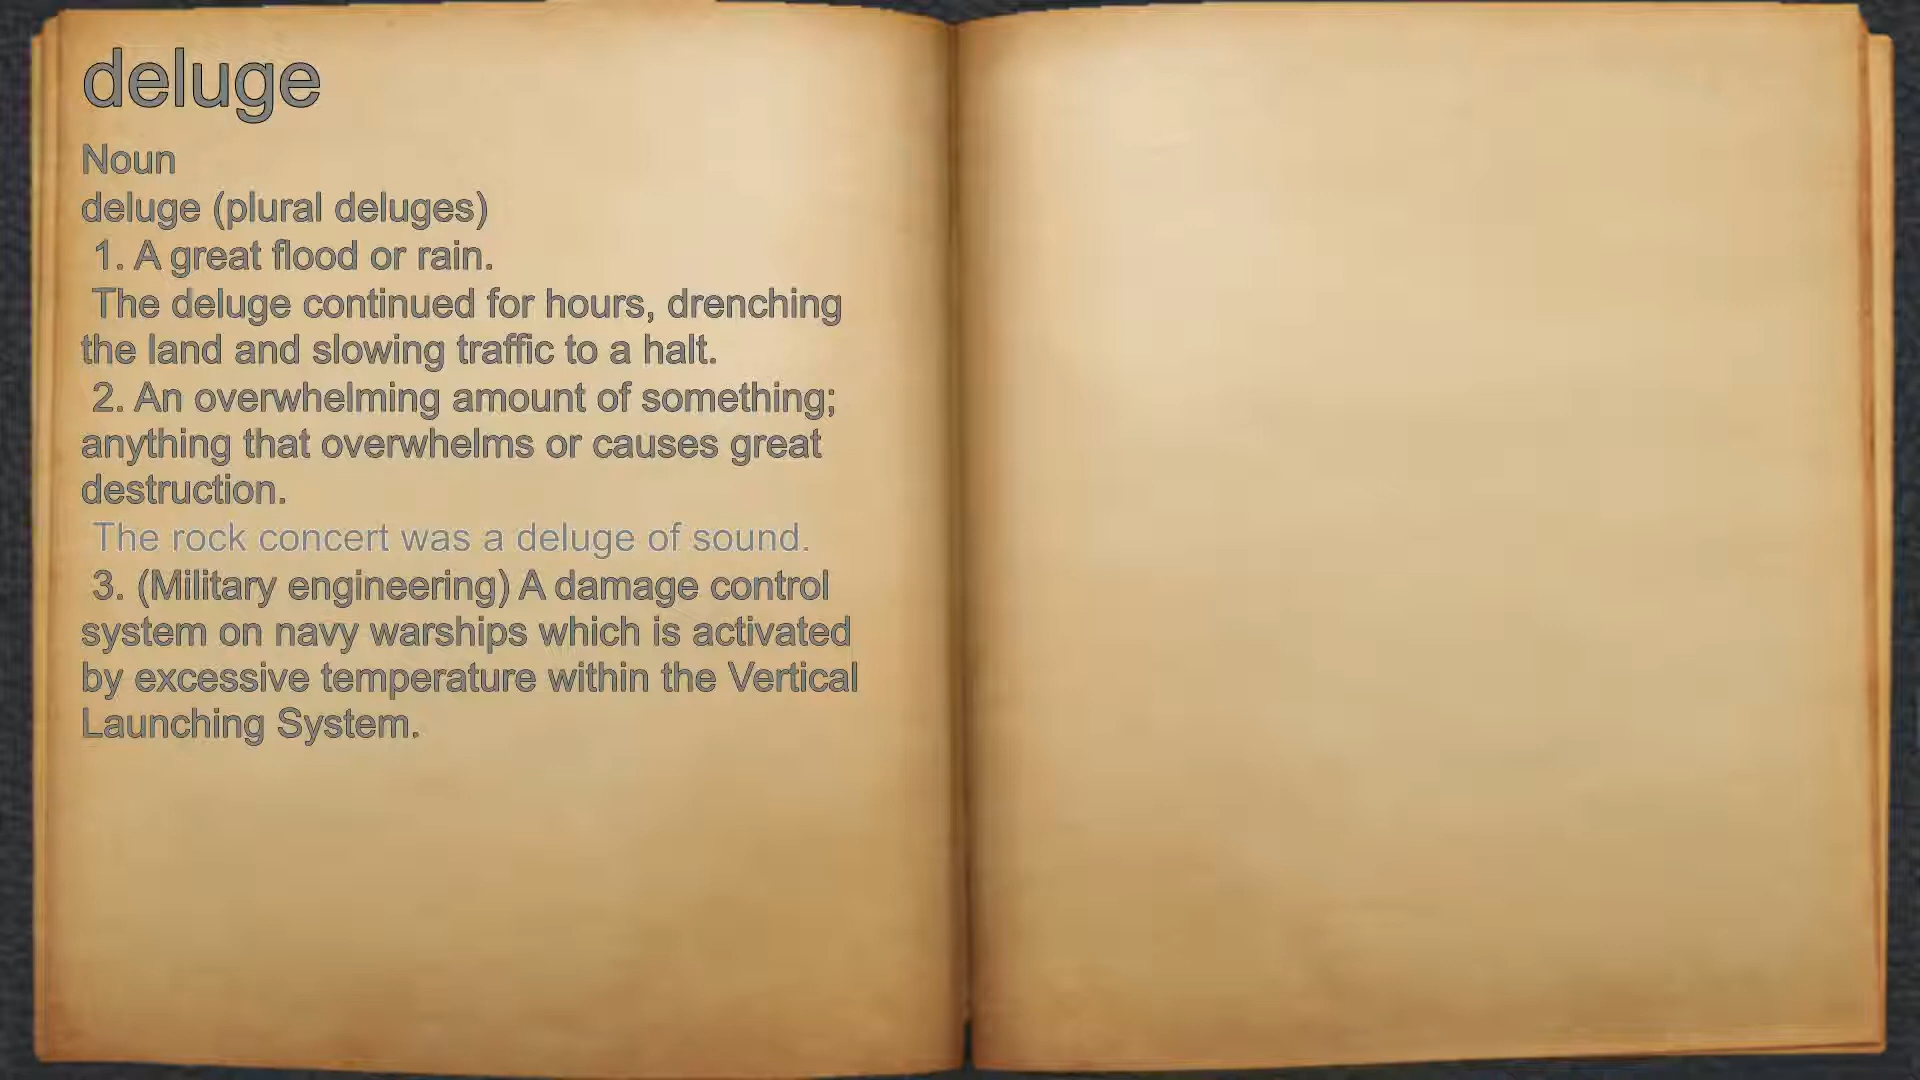 deluge
Noun
deluge (plural deluges)
1. A great flood or rain.
The deluge continued for hours, drenching
the land and slowing traffic to a halt.
2. An overwhelming amount of something;
anything that overwhelms or causes great
destruction.
The rock concert was a deluge of sound.
3. (Military engineering) A damage control
system on navy warships which is activated
by excessive temperature within the Vertical
Launching System.